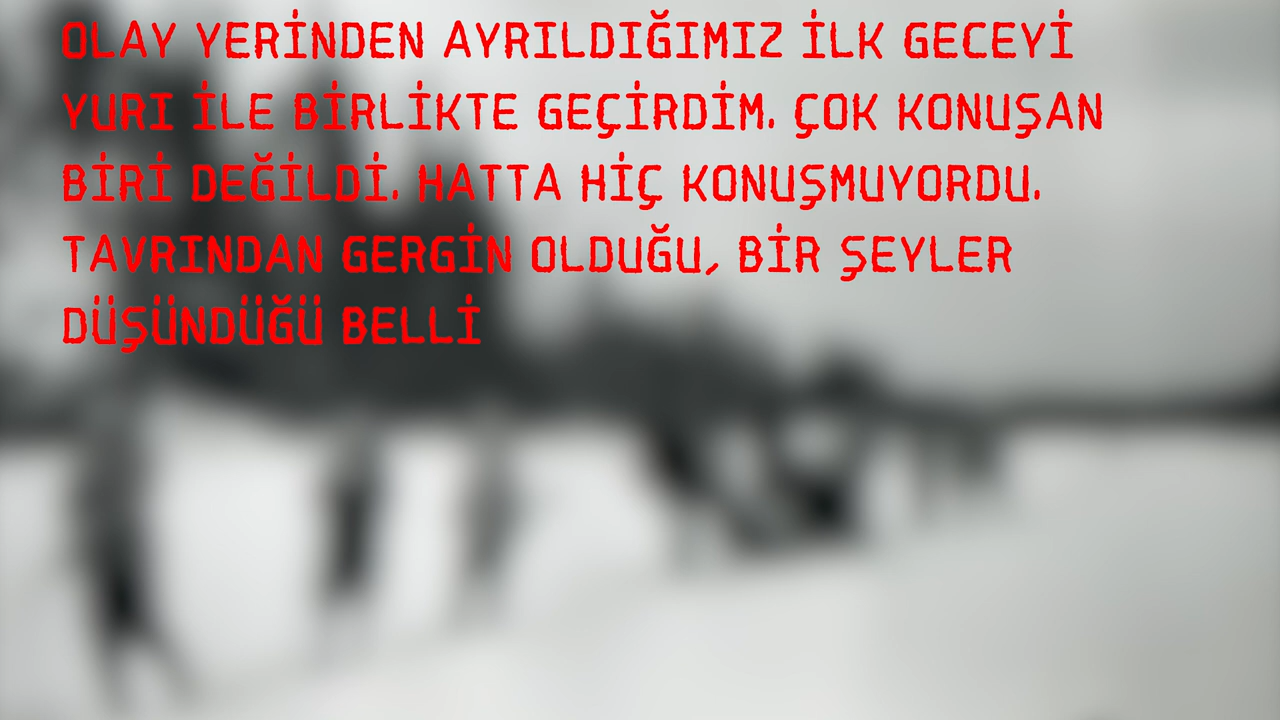 OLAY YERİNDEN AYRILDIĞIMIZ İLK GECEYİ
YURI İLE BİRLİKTE GEÇİRDİM. ÇOK KONUŞAN
BİRİ DEĞİLDİ. HATTA HİÇ KONUŞMUYORDU.
TAVRINDAN GERGİN OLDUĞU, BİR ŞEYLER
DÜŞÜNDÜĞÜ BELLİ